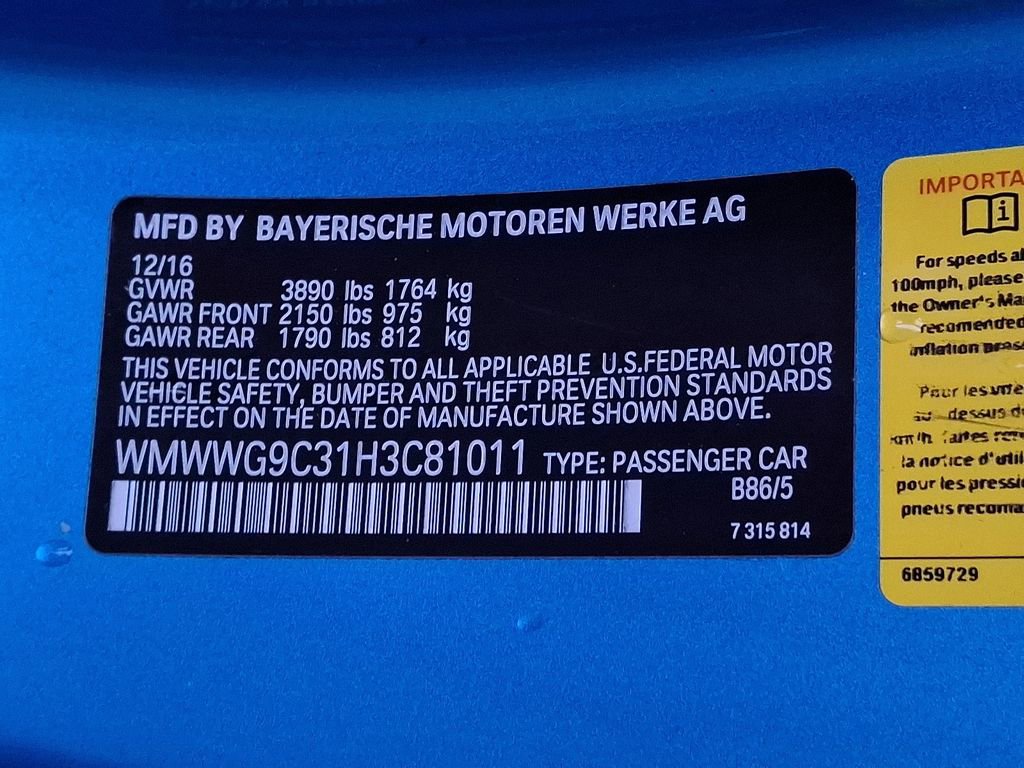 MFD BY BAYERISCHE MOTOREN WERKE AG
12/16
GVWR 3890 lbs 1764 kg
GAWR FRONT 2150 lbs 975 kg
GAWR REAR 1790 lbs 812 kg
THIS VEHICLE CONFORMS TO ALL APPLICABLE U.S.FEDERAL MOTOR
VEHICLE SAFETY, BUMPER AND THEFT PREVENTION STANDARDS
IN EFFECT ON THE DATE OF MANUFACTURE SHOWN ABOVE.
WMWWG9C31H3C81011 TYPE: PASSENGER CAR
B86/5
7 315 814
IMPORTA
i
For speeds a
100mph, please
the Owner's Ma
recomended
inflation press
Pour les
dessus d
km/h faites
la notice d'util
pour les pressi
pneus recoma
6859729